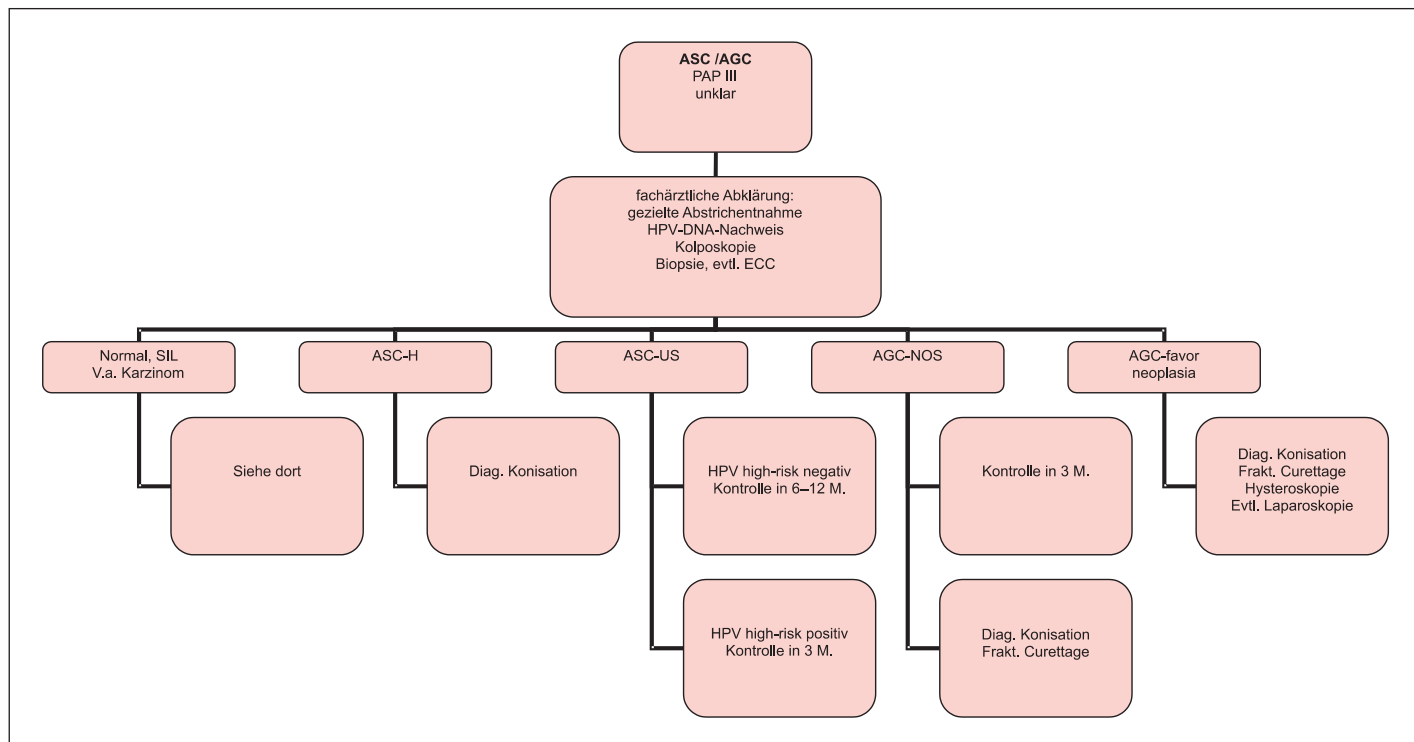 ASC /AGC
PAP III
unklar
fachärztliche Abklärung:
gezielte Abstrichentnahme
HPV-DNA-Nachweis
Kolposkopie
Biopsie, evtl. ECC
Normal, SIL
V.a. Karzinom
ASC-H
ASC-US
AGC-NOS
AGC-favor
neoplasia
Siehe dort
Diag. Konisation
HPV high-risk negativ
Kontrolle in 6–12 M.
Kontrolle in 3 M.
Diag. Konisation
Frakt. Curettage
Hysteroskopie
Evtl. Laparoskopie
HPV high-risk positiv
Kontrolle in 3 M.
Diag. Konisation
Frakt. Curettage